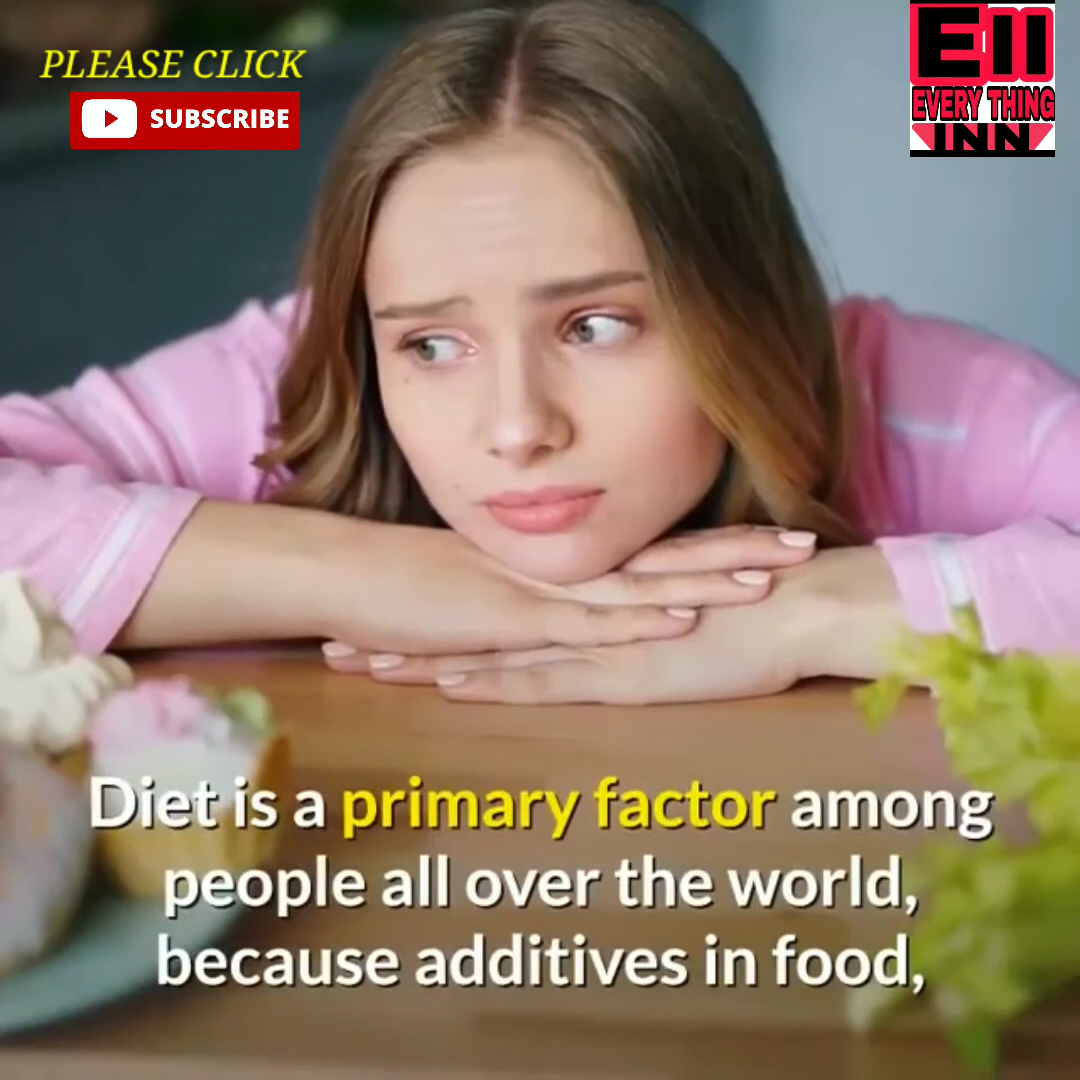 PLEASE CLICK
SUBSCRIBE
EII
EVERY THING
INN
Diet is a primary factor among
people all over the world,
because additives in food,